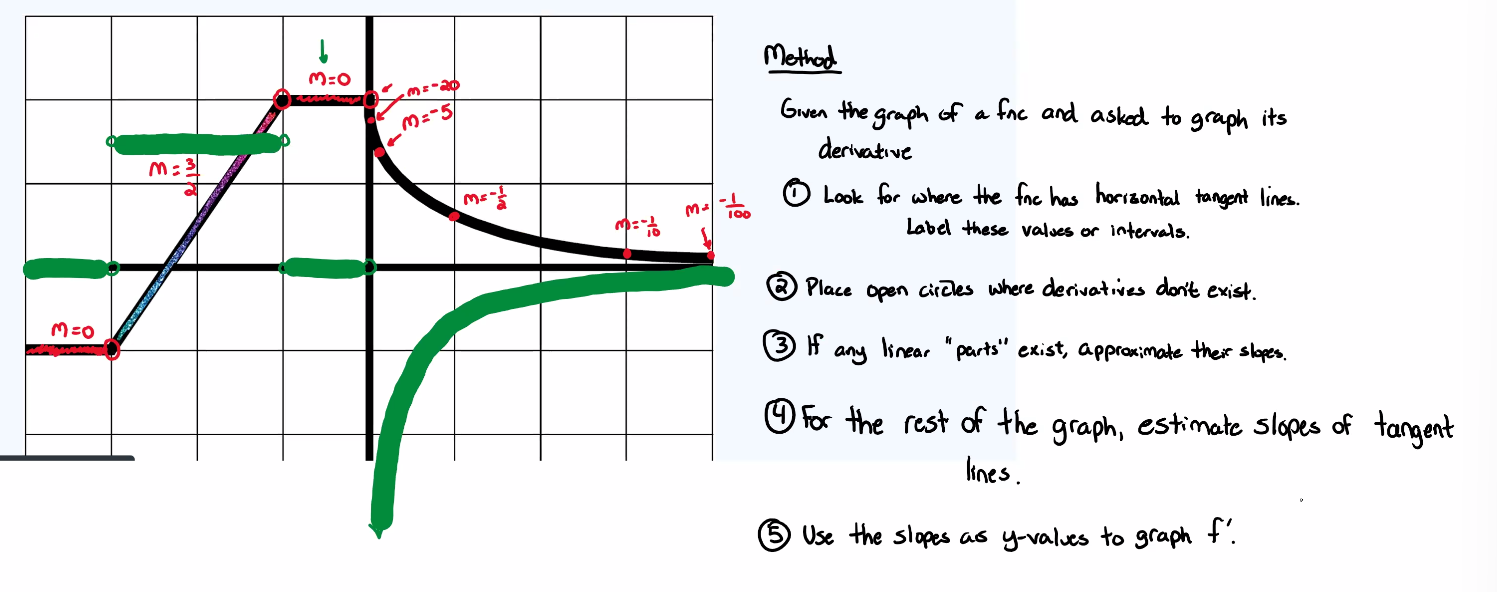 m=0
m=-20
m=-5
m=3/2
m=-1/2
m=-1/10
m=-1/100
m=0
Method
Given the graph of a fnc and asked to graph its
derivative
① Look for where the fnc has horizontal tangent lines.
Label these values or intervals.
② Place open circles where derivatives don't exist.
③ If any linear "parts" exist, approximate their slopes.
④ For the rest of the graph, estimate slopes of tangent
lines.
⑤ Use the slopes as y-values to graph f'.